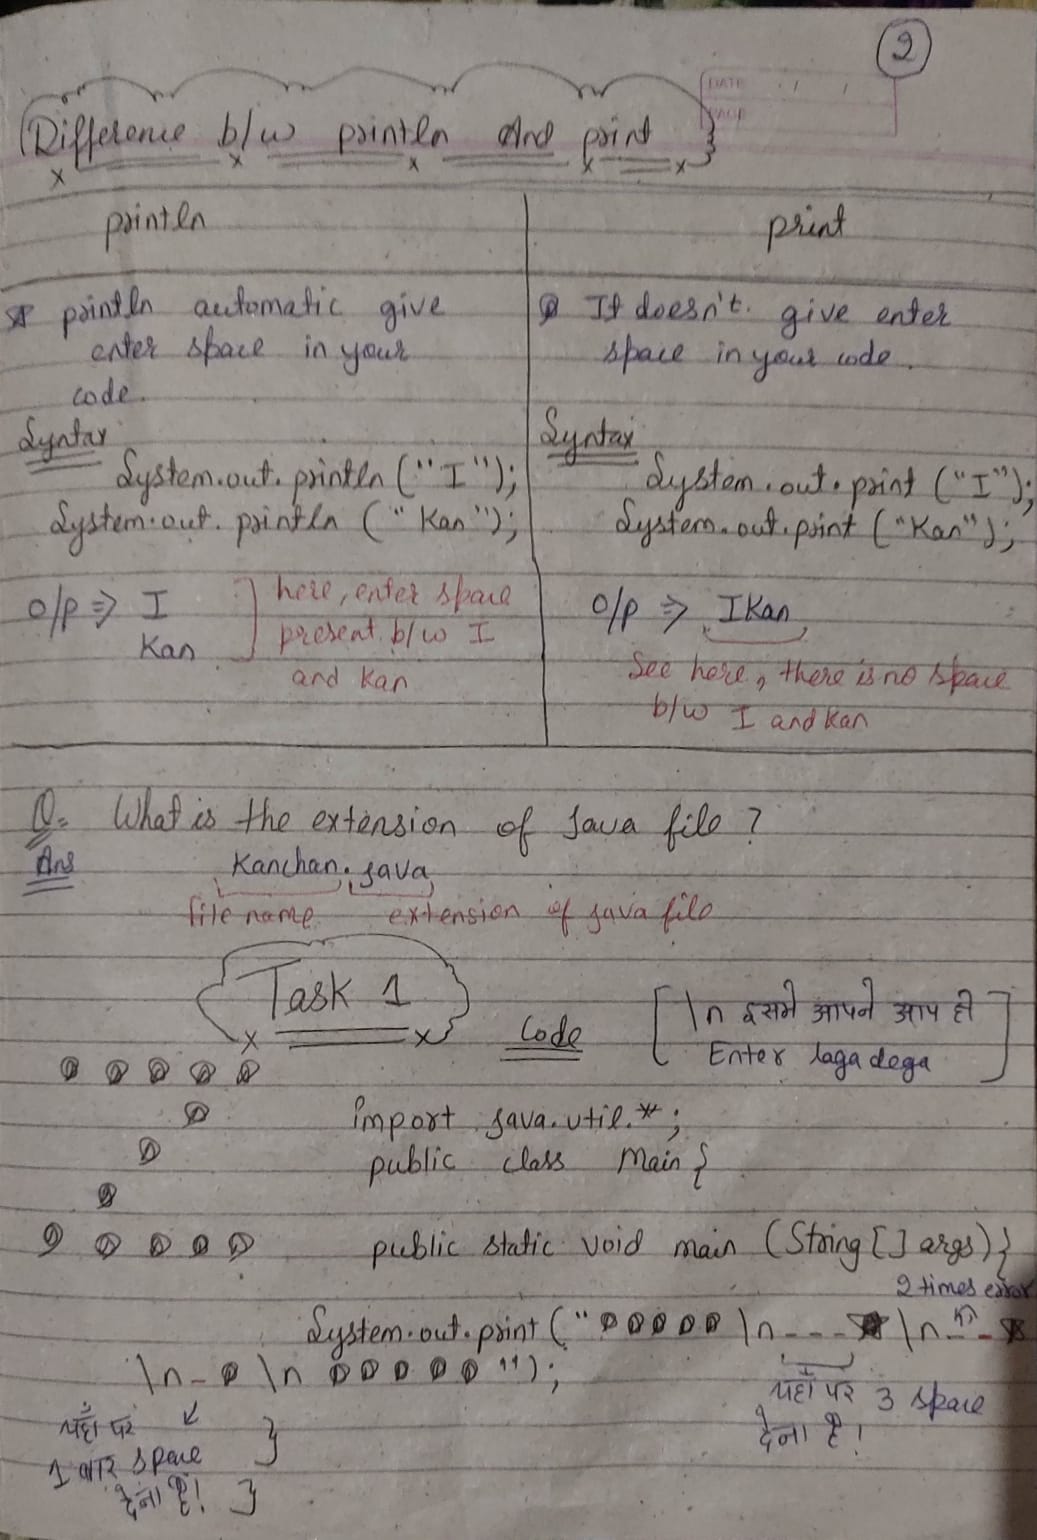 2
DATE / /
PAGE
Difference b/w println And print
println
print
println automatic give
enter space in your
code.
Syntax
System.out.println ("I");
System.out.println ("Kan");
o/p => I
Kan
here, enter space
present b/w I
and Kan
It doesn't give enter
space in your code.
Syntax
System.out.print ("I");
System.out.print ("Kan");
o/p => IKan
See here, there is no space
b/w I and Kan
Q. What is the extension of Java file?
Ans
Kanchan.java
file name extension of java file
Task 1
Code
[\n इसमे आपने आप ही
Enter laga dega]
import java.util.*;
public class Main{
public static void main (String[] args){
2 times
System.out.print ("00000 \n---* \n--*
\n-0 \n 00000");
यहाँ पर 3 space
देना है!
यहाँ पर
1 बार space
देना है!
}
}